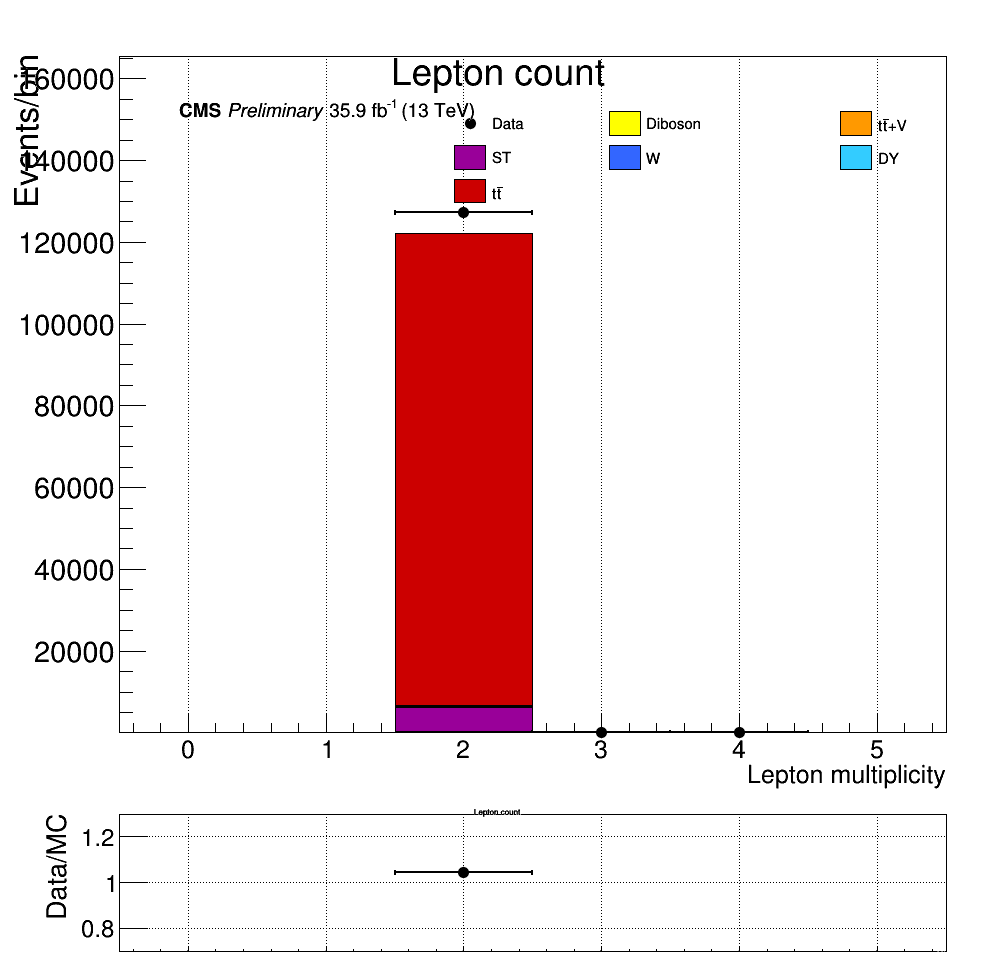 Lepton count
Events/bin
CMS Preliminary 35.9 fb⁻¹ (13 TeV)
Data
Diboson
tt̄+V
ST
W
DY
tt̄
160000
140000
120000
100000
80000
60000
40000
20000
0 1 2 3 4 5
Lepton multiplicity
Lepton count
Data/MC
1.2
1
0.8